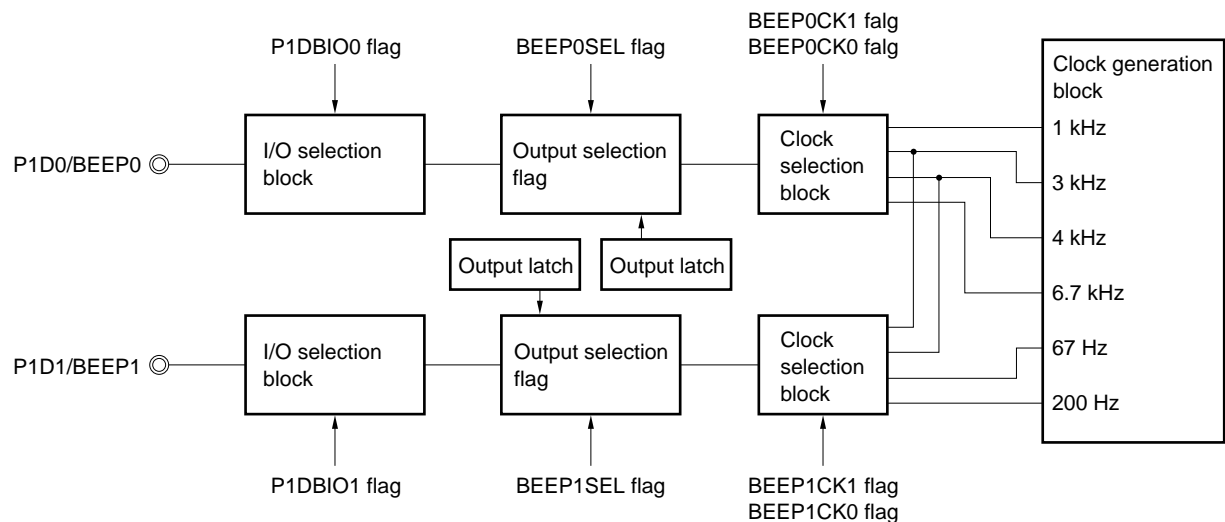 BEEP0CK1 falg
BEEP0CK0 falg
P1DBIO0 flag
BEEP0SEL flag
Clock generation
block
1 kHz
3 kHz
4 kHz
6.7 kHz
67 Hz
200 Hz
P1D0/BEEP0
I/O selection
block
Output selection
flag
Clock
selection
block
Output latch
Output latch
P1D1/BEEP1
I/O selection
block
Output selection
flag
Clock
selection
block
P1DBIO1 flag
BEEP1SEL flag
BEEP1CK1 flag
BEEP1CK0 flag